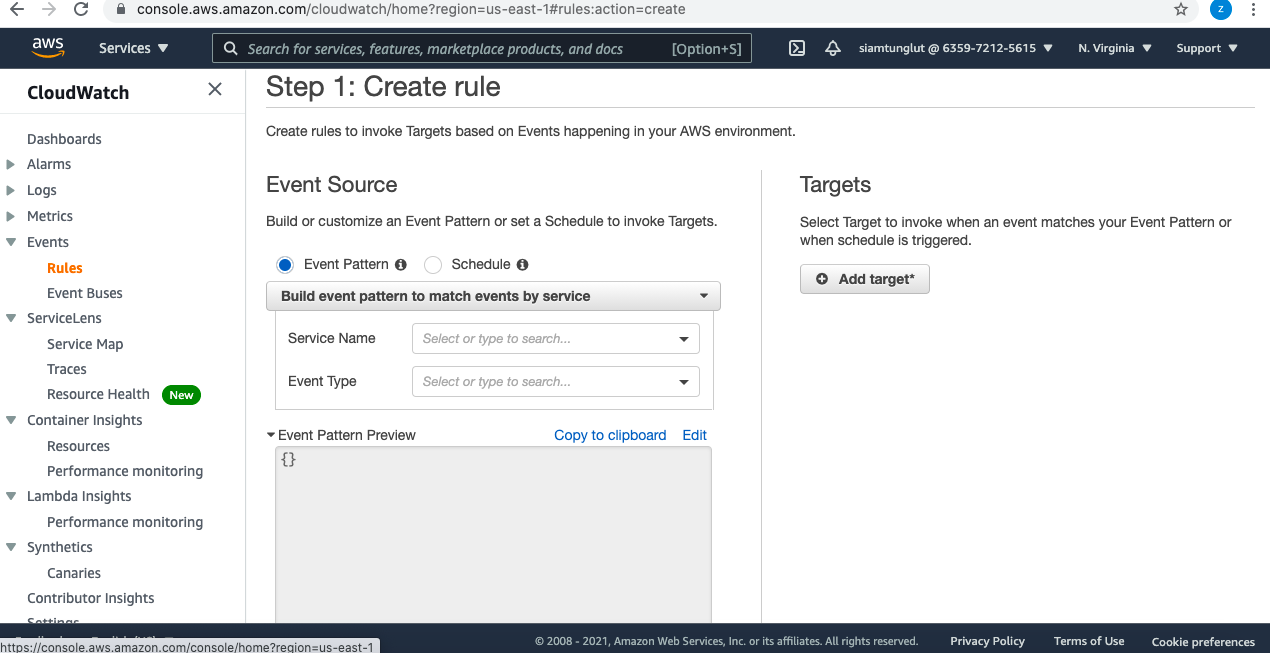 console.aws.amazon.com/cloudwatch/home?region=us-east-1#rules:action=create
z
aws
Services
Search for services, features, marketplace products, and docs
[Option+S]
siamtunglut @ 6359-7212-5615
N. Virginia
Support
CloudWatch
Dashboards
Alarms
Logs
Metrics
Events
Rules
Event Buses
ServiceLens
Service Map
Traces
Resource Health New
Container Insights
Resources
Performance monitoring
Lambda Insights
Performance monitoring
Synthetics
Canaries
Contributor Insights
Settings
Step 1: Create rule
Create rules to invoke Targets based on Events happening in your AWS environment.
Event Source
Build or customize an Event Pattern or set a Schedule to invoke Targets.
Event Pattern
Schedule
Build event pattern to match events by service
Service Name Select or type to search...
Event Type Select or type to search...
Event Pattern Preview Copy to clipboard Edit
{}
Targets
Select Target to invoke when an event matches your Event Pattern or
when schedule is triggered.
Add target*
© 2008 - 2021, Amazon Web Services, Inc. or its affiliates. All rights reserved.
Privacy Policy
Terms of Use
Cookie preferences
https://console.aws.amazon.com/console/home?region=us-east-1